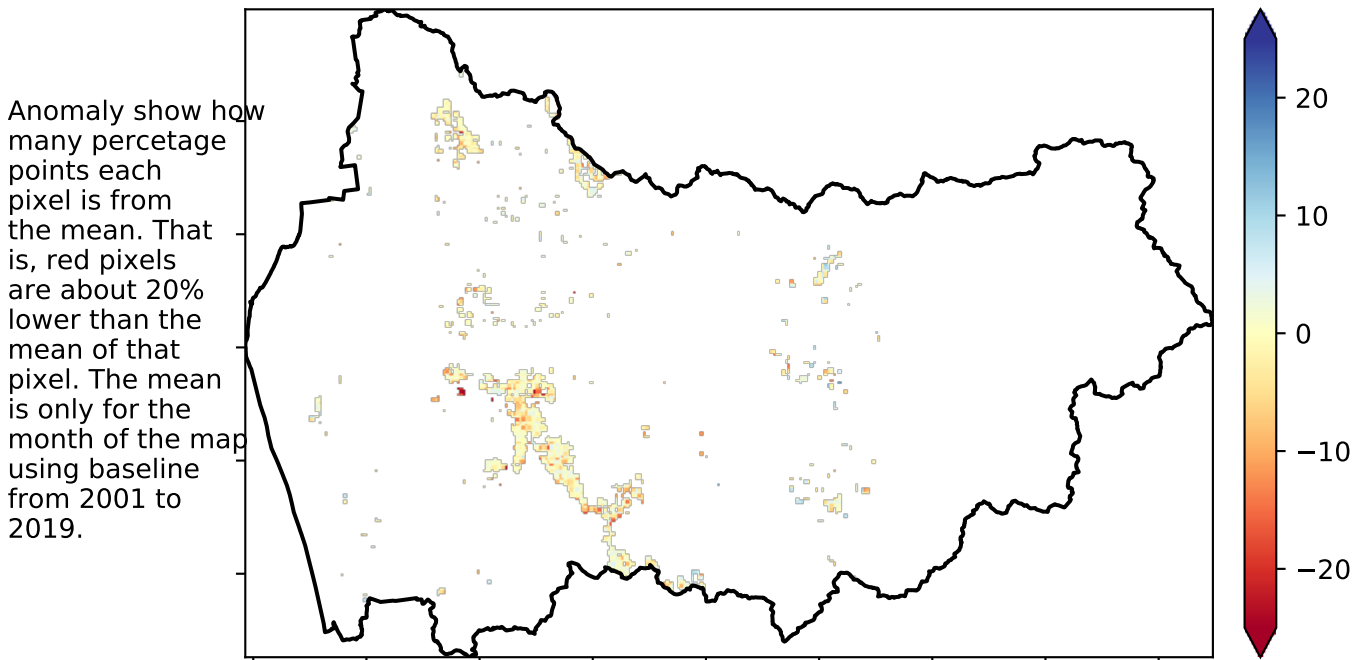 Anomaly show how
many percetage
points each
pixel is from
the mean. That
is, red pixels
are about 20%
lower than the
mean of that
pixel. The mean
is only for the
month of the map
using baseline
from 2001 to
2019.
20
10
0
−10
−20